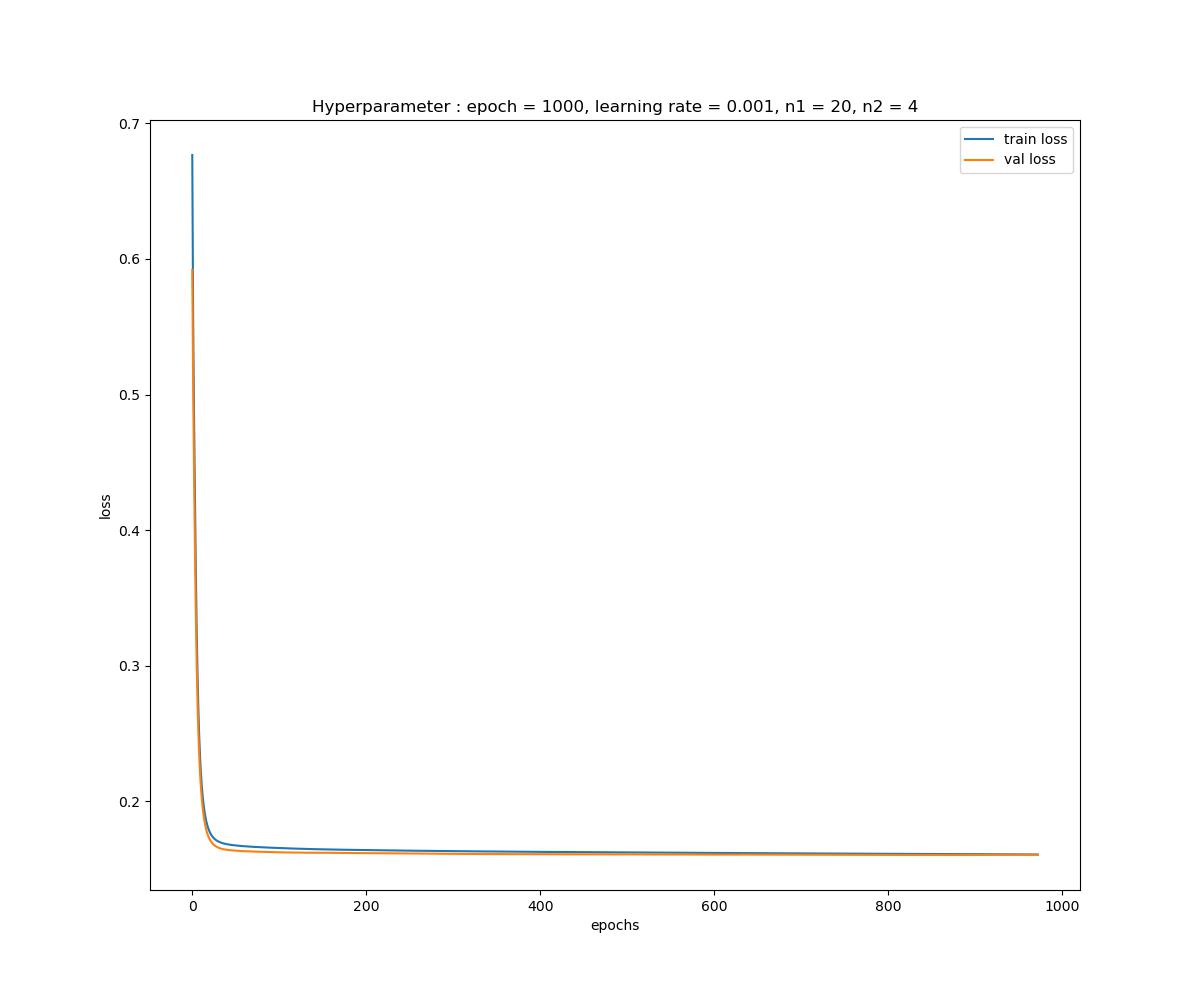 Hyperparameter : epoch = 1000, learning rate = 0.001, n1 = 20, n2 = 4
train loss
val loss
0.7
0.6
0.5
0.4
0.3
0.2
loss
0 200 400 600 800 1000
epochs